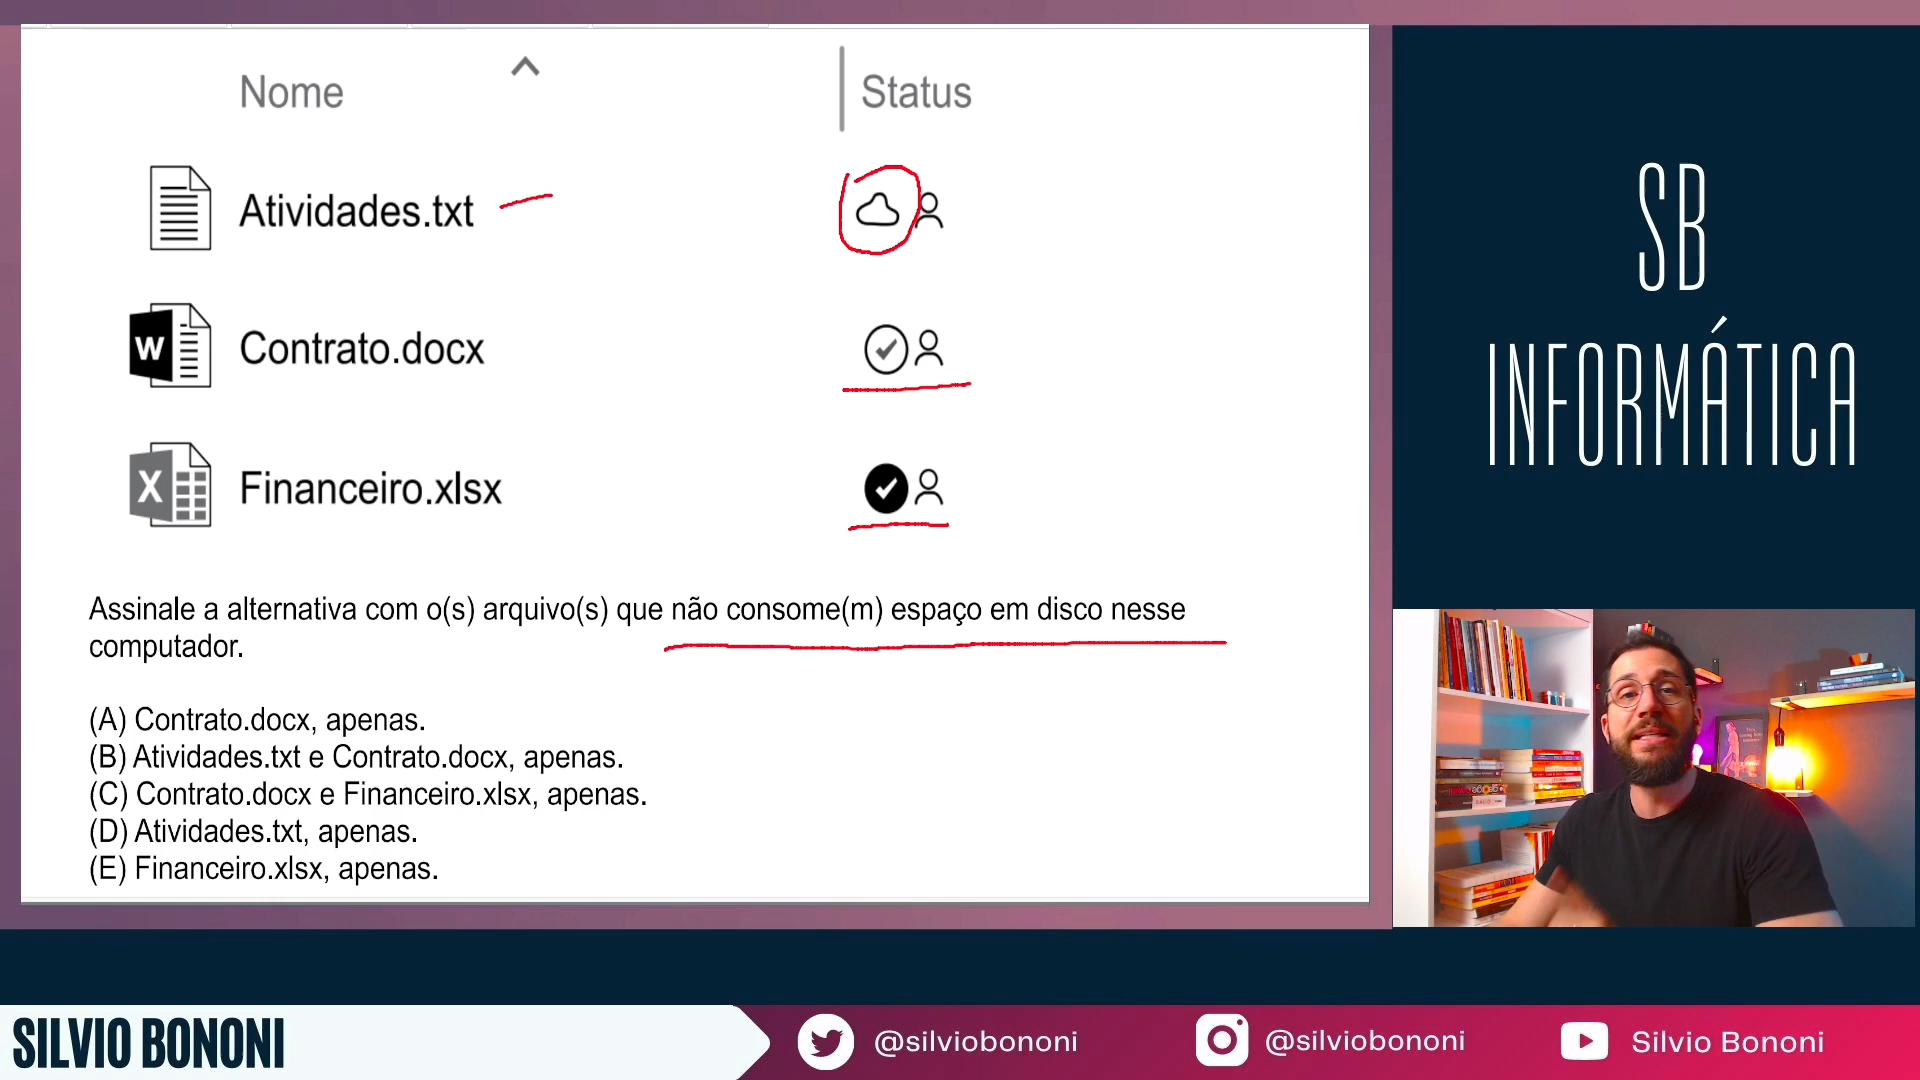 Nome
Status
Atividades.txt
W
Contrato.docx
X
Financeiro.xlsx
Assinale a alternativa com o(s) arquivo(s) que não consome(m) espaço em disco nesse
computador.
(A) Contrato.docx, apenas.
(B) Atividades.txt e Contrato.docx, apenas.
(C) Contrato.docx e Financeiro.xlsx, apenas.
(D) Atividades.txt, apenas.
(E) Financeiro.xlsx, apenas.
SB
INFORMÁTICA
SILVIO BONONI
@silviobononi
@silviobononi
Silvio Bononi